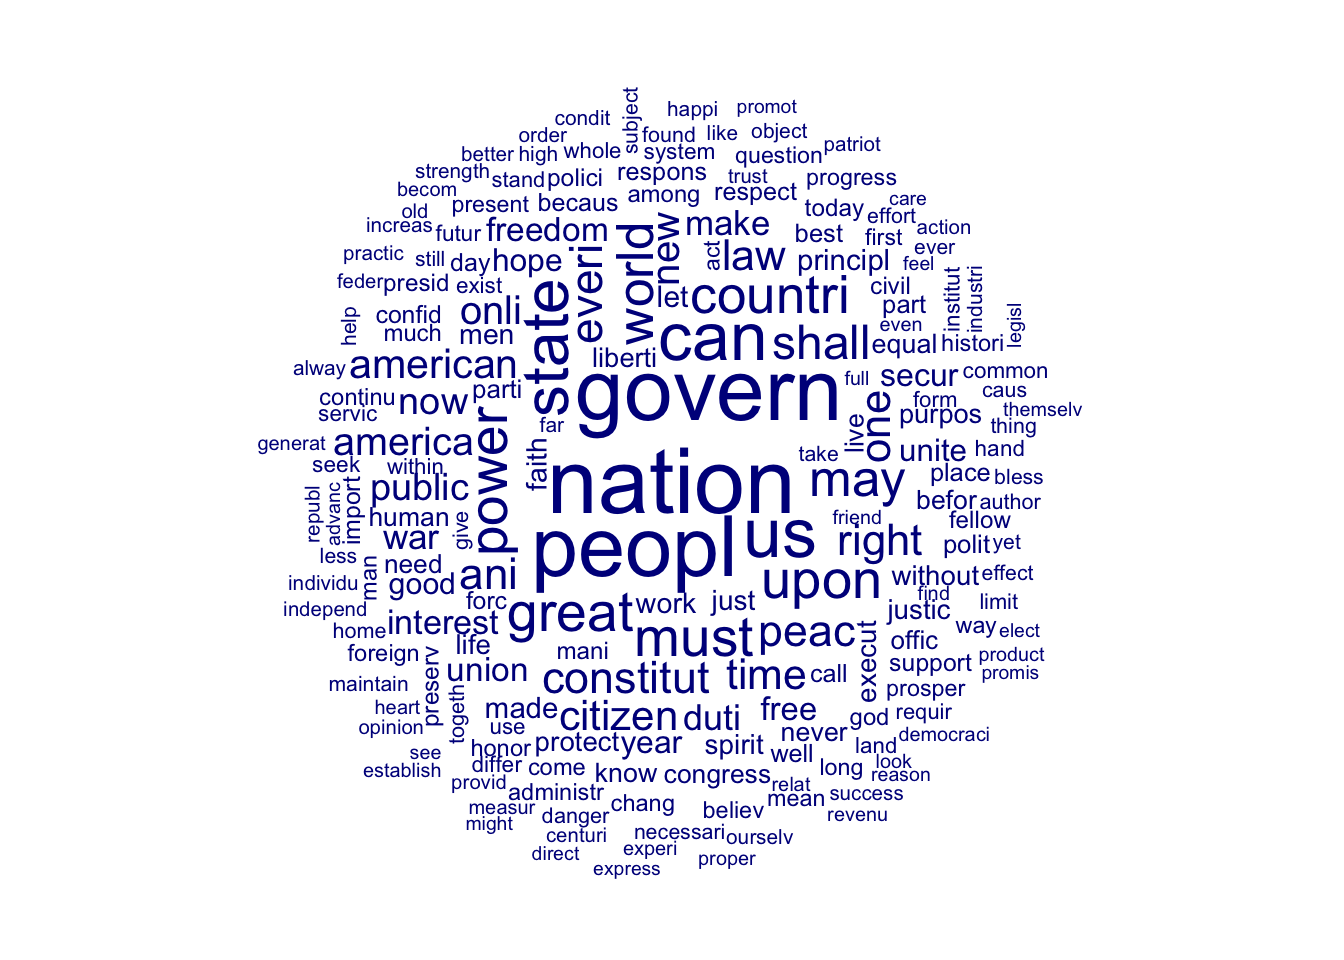 condit
subject
happi
promot
order
found
like
object
better
high
whole
system
question
patriot
strength
stand
polici
respons
trust
progress
becom
present
becaus
among
respect
care
old
today
effort
increas
futur
freedom
everi
world
new
make
best
first
action
practic
still
day
hope
act
law
principl
ever
feel
feder
presid
exist
state
let
countri
civil
institut
industri
help
confid
onli
part
legisl
much
men
liberti
can
shall
even
equal
histori
alway
american
parti
govern
full
secur
common
continu
now
one
form
caus
servic
power
far
live
purpos
themselv
thing
generat
america
faith
take
unite
hand
seek
within
nation
may
place
bless
republ
advanc
import
public
befor
author
human
give
us
friend
fellow
war
peopl
right
polit
yet
less
man
need
ani
individu
good
upon
without
effect
independ
forc
great
work
just
find
limit
home
interest
must
peac
justic
way
elect
foreign
life
mani
execut
offic
product
maintain
preserv
union
constitut
time
call
support
promis
heart
togeth
made
citizen
duti
free
god
prosper
requir
opinion
use
never
democraci
see
honor
protect
year
spirit
well
land
look
establish
differ
come
know
congress
long
reason
provid
administr
relat
mean
success
measur
chang
believ
revenu
might
danger
centuri
necessari
ourselv
direct
experi
proper
express